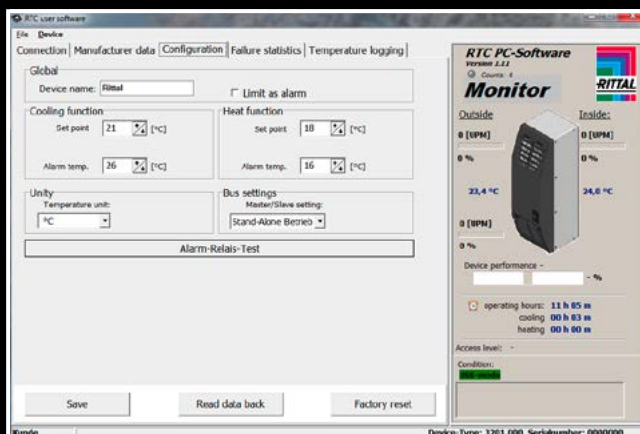 RTC user software
File Device
Connection Manufacturer data Configuration Failure statistics Temperature logging
Global
Device name: Rittal
Limit as alarm
Cooling function
Set point 21 [°C]
Alarm temp. 26 [°C]
Heat function
Set point 18 [°C]
Alarm temp. 16 [°C]
Unity
Temperature unit:
°C
Bus settings
Master/Slave setting:
Stand-Alone Betrieb
Alarm-Relais-Test
Save Read data back Factory reset
Kunde
RTC PC-Software
Version 1.11
Counts: 4
Monitor
RITTAL
Outside Inside:
0 [UPM] 0 [UPM]
0 % 0 %
23,4 °C 24,0 °C
0 [UPM]
0 %
Device performance -
- %
operating hours: 11 h 05 m
cooling 00 h 03 m
heating 00 h 00 m
Access level: -
Condition:
Device-Type: 3201.000 Serialnumber: 0000000